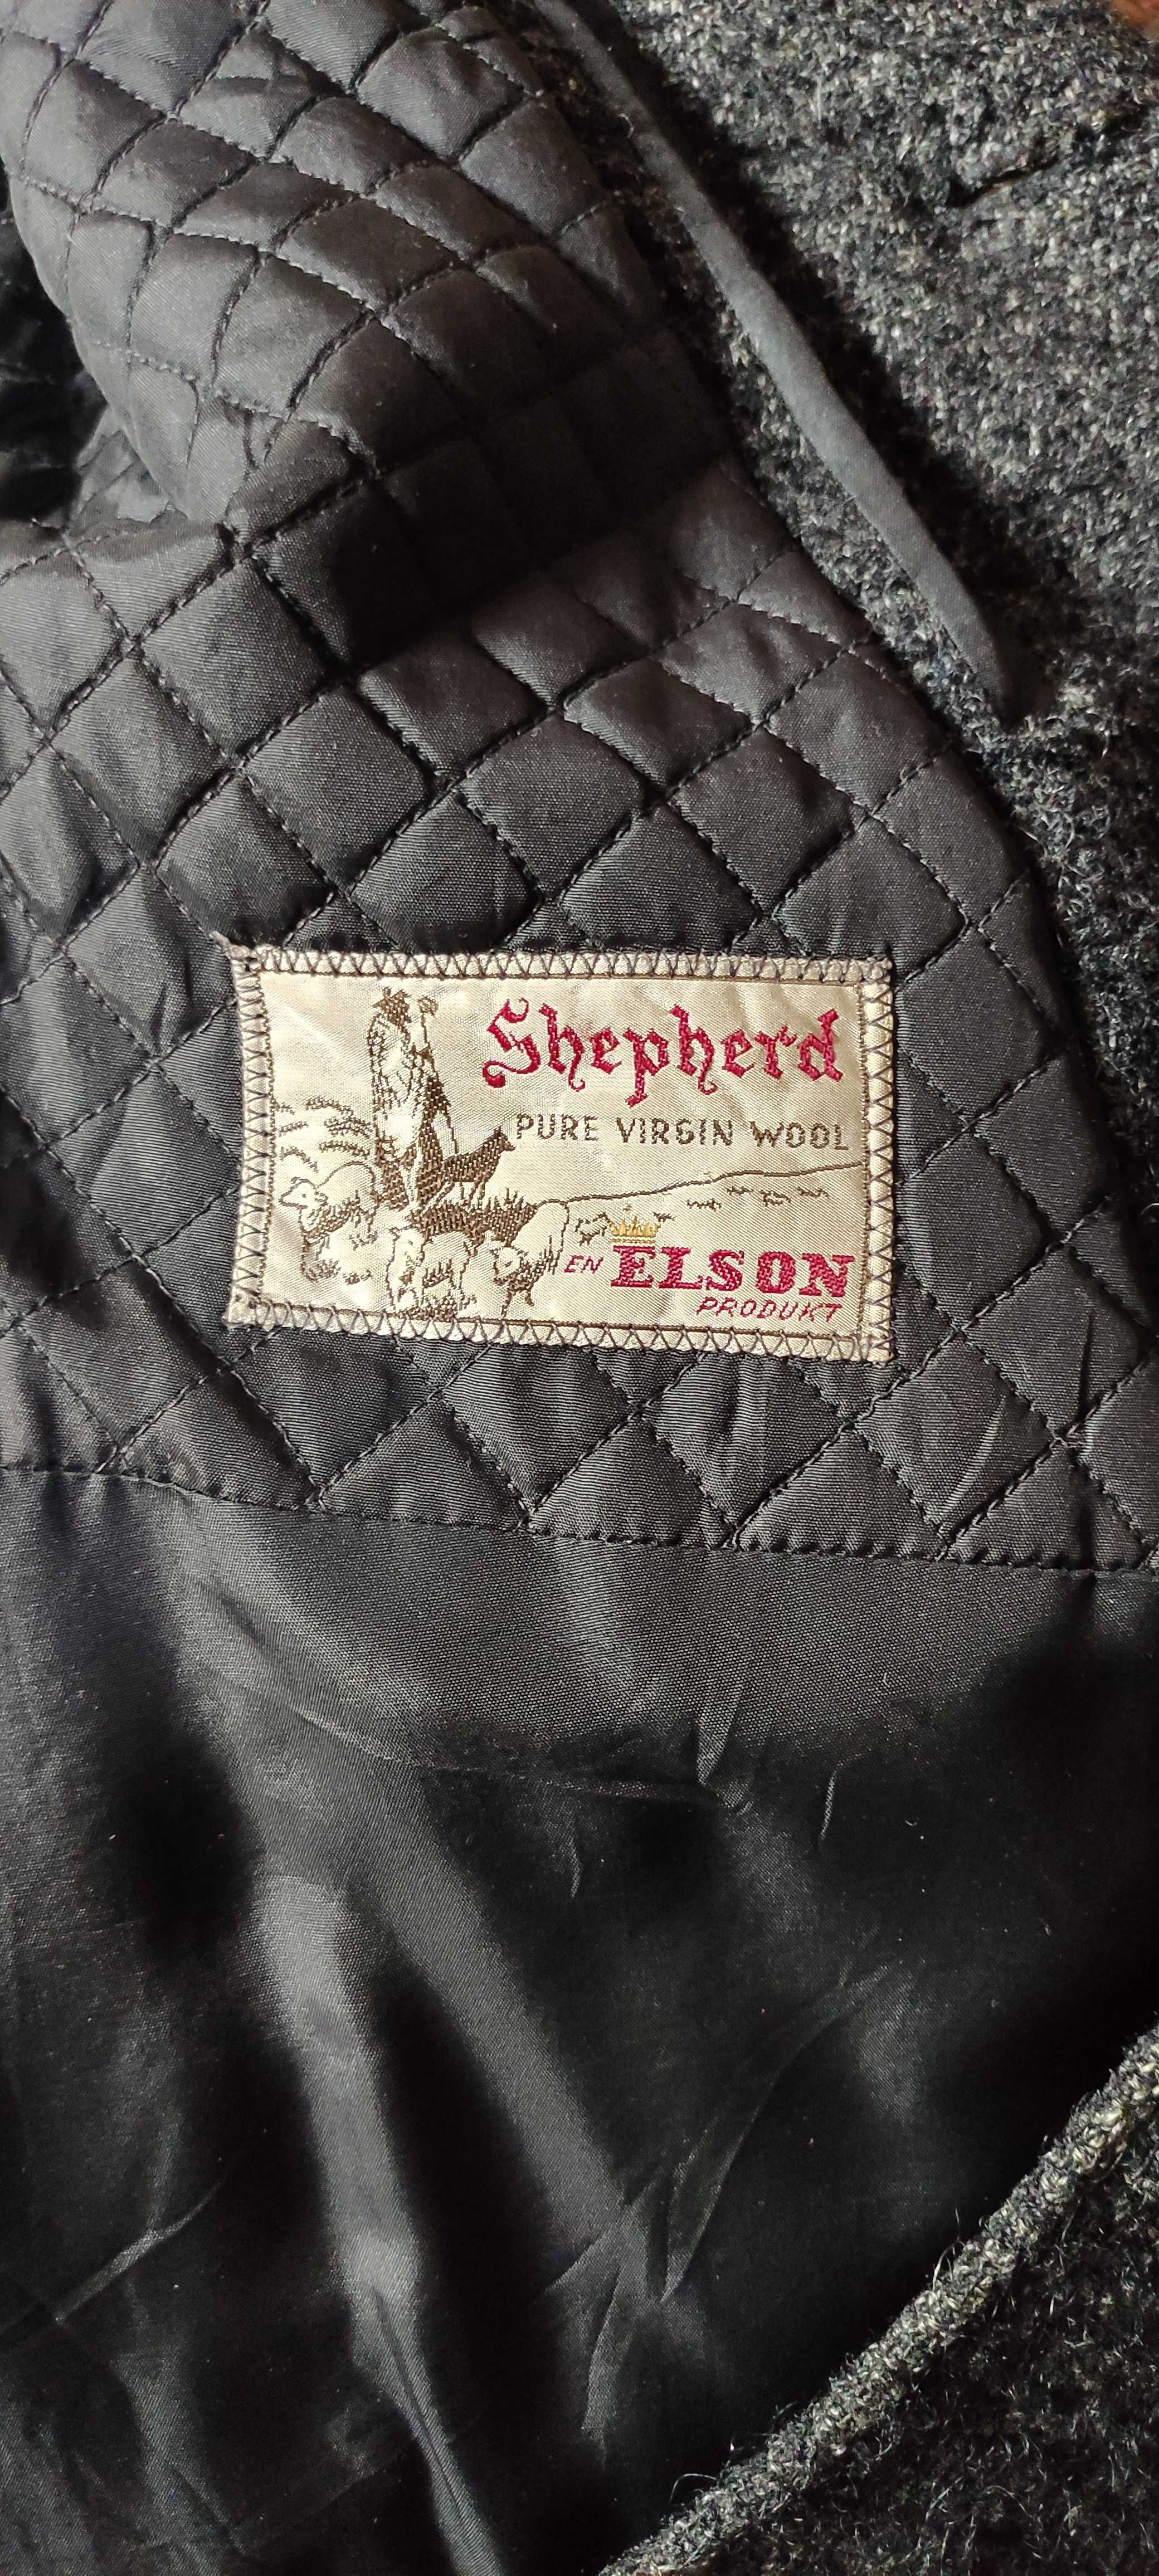 Shepherd
PURE VIRGIN WOOL
EN ELSON
PRODUKT